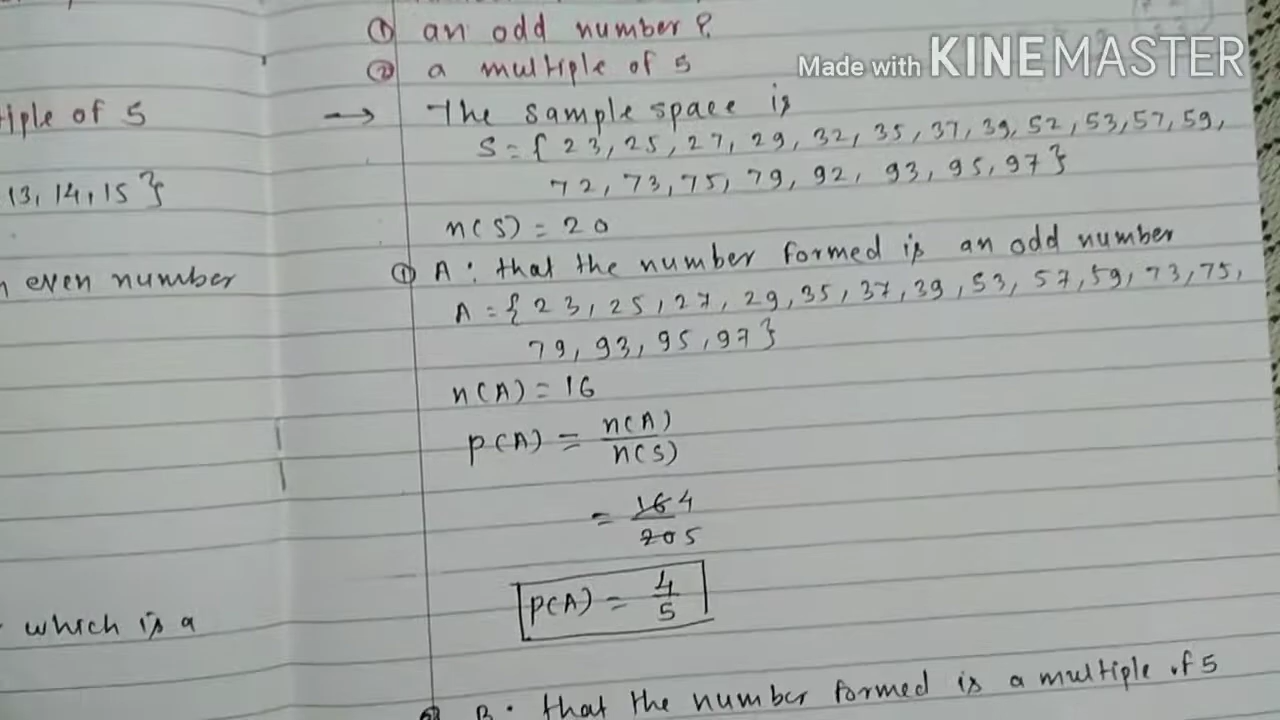 ① an odd number ?
② a multiple of 5
Made with KINEMASTER
tiple of 5
→ The sample space is
S = { 23, 25, 27, 29, 32, 35, 37, 39, 52, 53, 57, 59,
72, 73, 75, 79, 92, 93, 95, 97 }
13, 14, 15 }
n(S) = 20
① A : that the number formed is an odd number
n even number
A = { 23, 25, 27, 29, 35, 37, 39, 53, 57, 59, 73, 75,
79, 93, 95, 97 }
n(A) = 16
P(A) = n(A) / n(S)
= 16 4 / 20 5
P(A) = 4/5
which is a
B : that the number formed is a multiple of 5